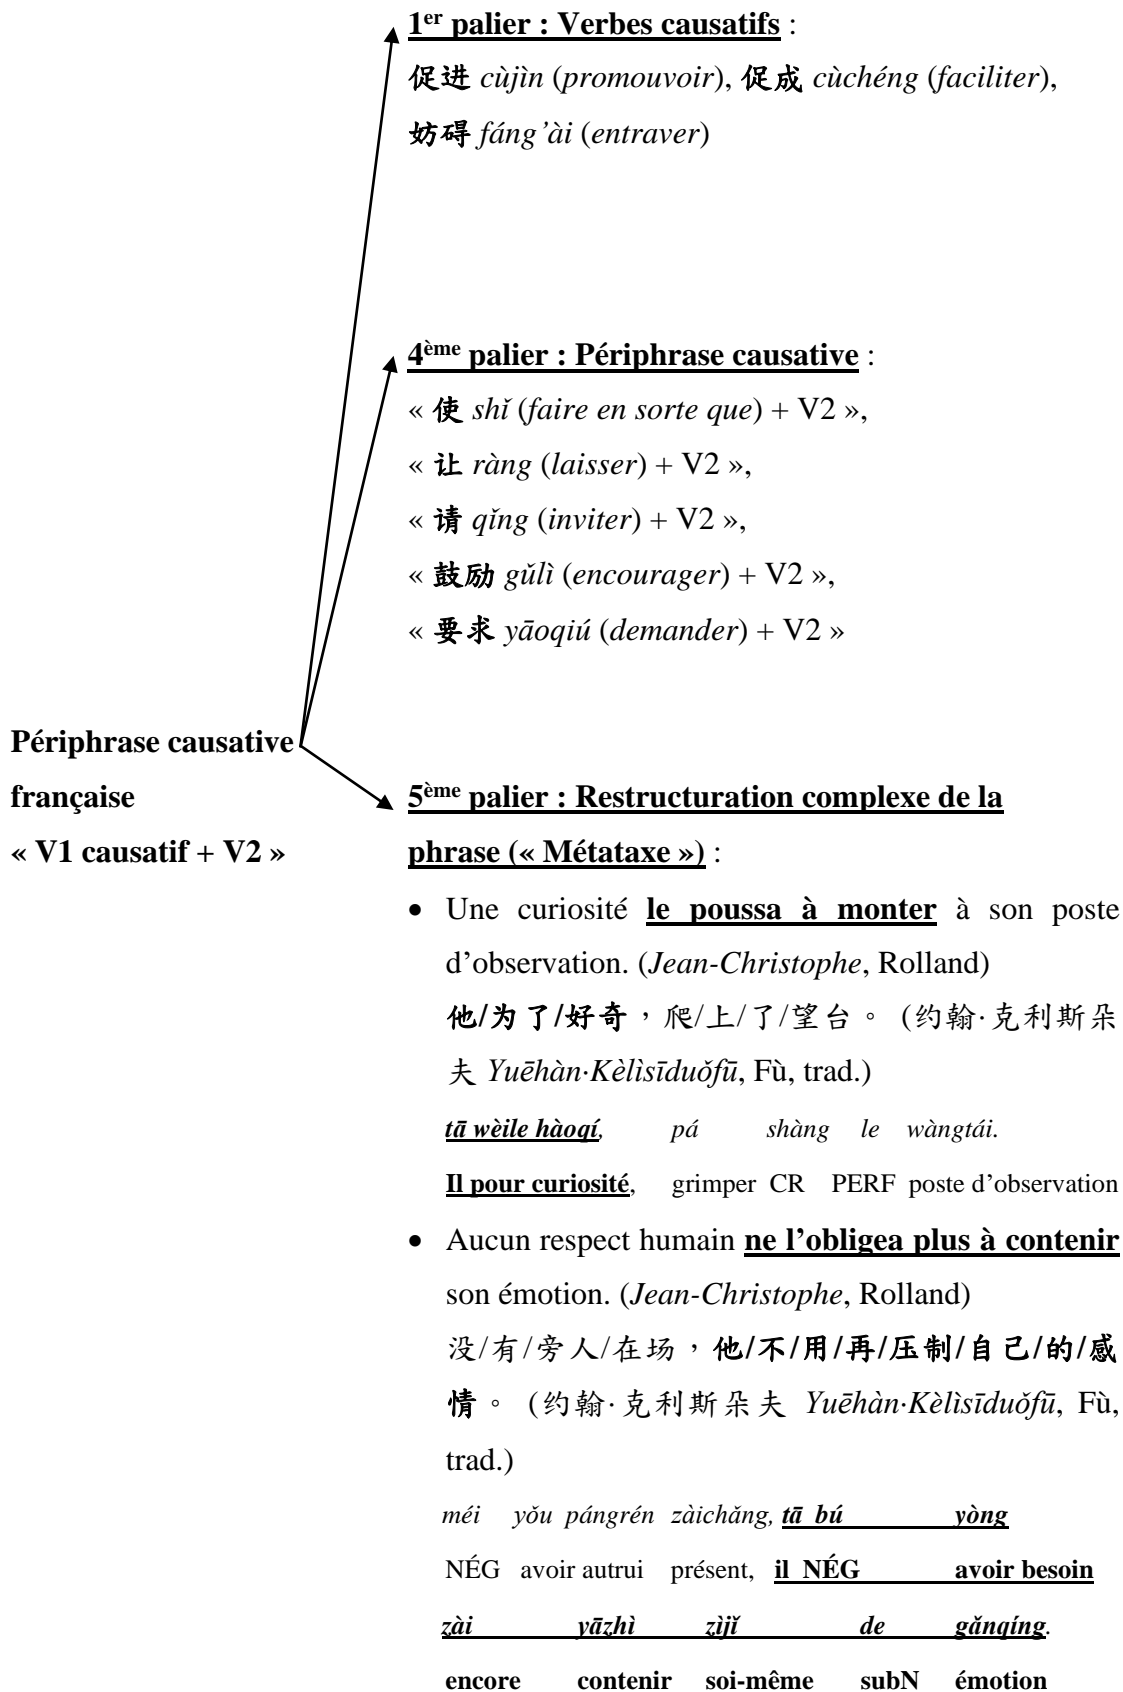 1er palier : Verbes causatifs :
促进 cùjìn (promouvoir), 促成 cùchéng (faciliter),
妨碍 fáng’ài (entraver)
4ème palier : Périphrase causative :
« 使 shǐ (faire en sorte que) + V2 »,
« 让 ràng (laisser) + V2 »,
« 请 qǐng (inviter) + V2 »,
« 鼓励 gǔlì (encourager) + V2 »,
« 要求 yāoqiú (demander) + V2 »
Périphrase causative
française
« V1 causatif + V2 »
5ème palier : Restructuration complexe de la
phrase (« Métataxe ») :
• Une curiosité le poussa à monter à son poste
d’observation. (Jean-Christophe, Rolland)
他/为了/好奇，爬/上/了/望台。 (约翰·克利斯朵
夫 Yuēhàn·Kèlìsīduǒfū, Fù, trad.)
tā wèile hàoqí, pá shàng le wàngtái.
Il pour curiosité, grimper CR PERF poste d’observation
• Aucun respect humain ne l’obligea plus à contenir
son émotion. (Jean-Christophe, Rolland)
没/有/旁人/在场，他/不/用/再/压制/自己/的/感
情。 (约翰·克利斯朵夫 Yuēhàn·Kèlìsīduǒfū, Fù,
trad.)
méi yǒu pángrén zàichǎng, tā bú yòng
NÉG avoir autrui présent, il NÉG avoir besoin
zài yāzhì zìjǐ de gǎnqíng.
encore contenir soi-même subN émotion